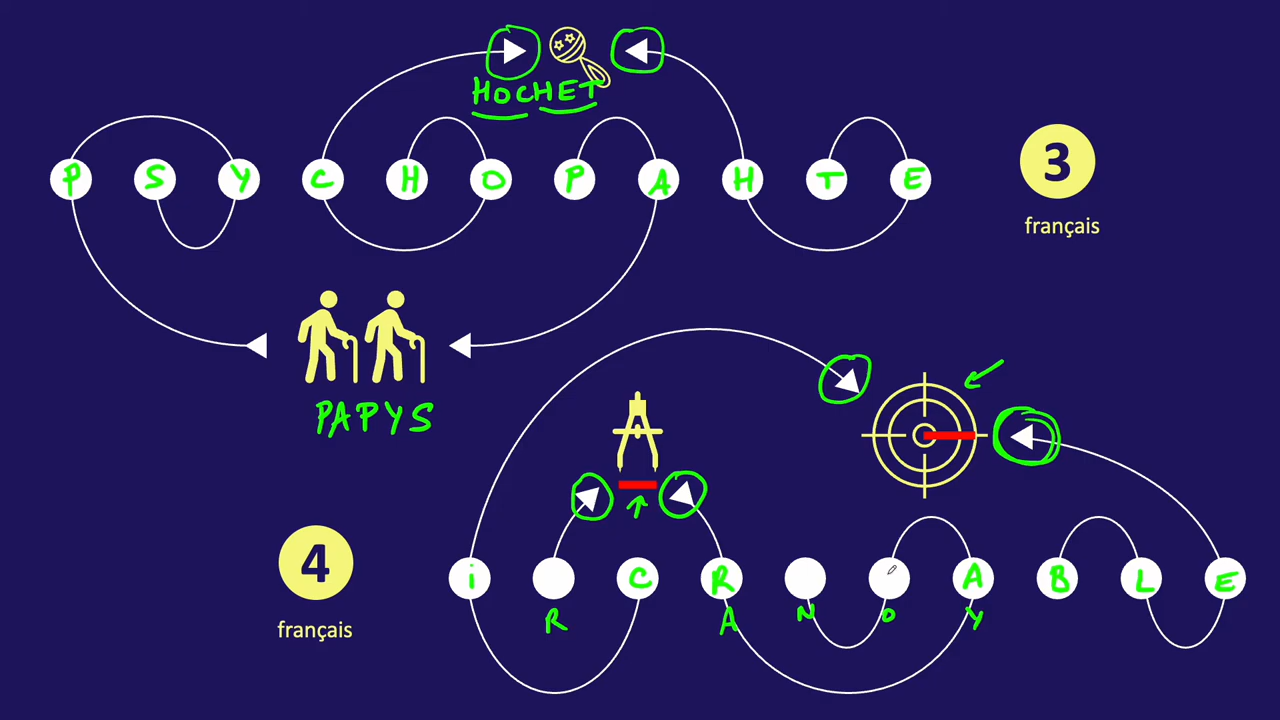 HOCHET
P S Y C H O P A H T E
3
français
PAPYS
4
français
i C R A B L E
R A N O Y